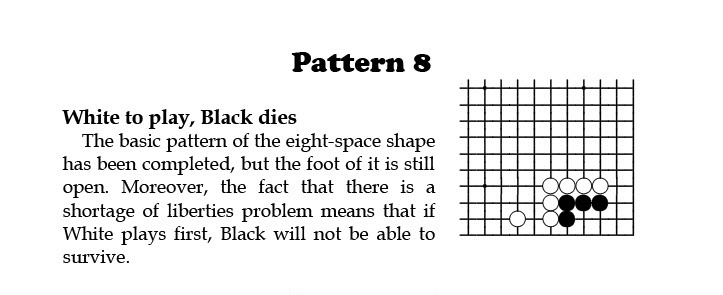 Pattern 8
White to play, Black dies
The basic pattern of the eight-space shape
has been completed, but the foot of it is still
open. Moreover, the fact that there is a
shortage of liberties problem means that if
White plays first, Black will not be able to
survive.